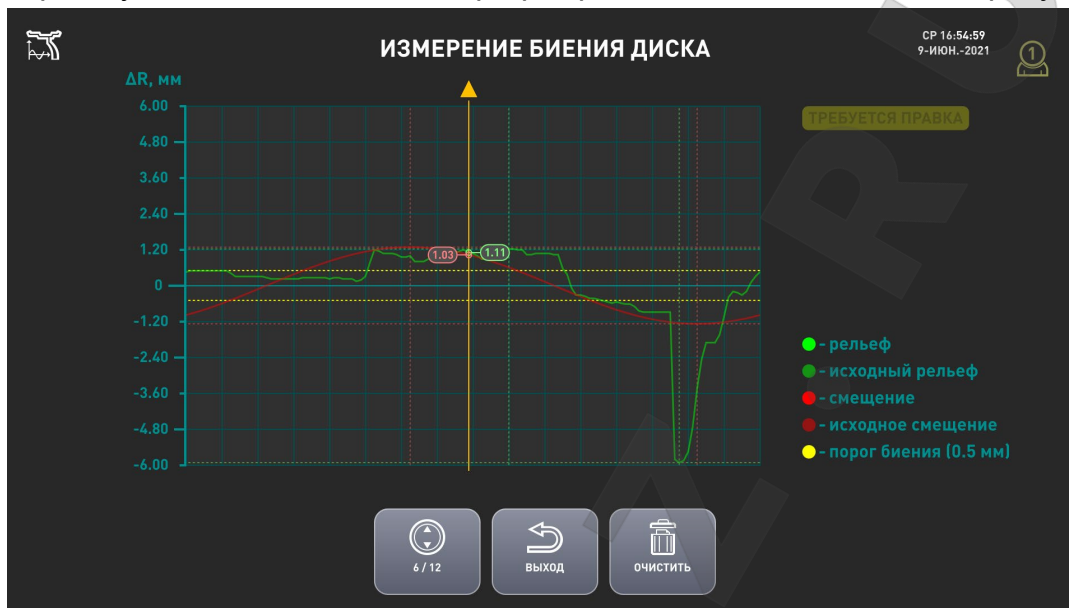 ИЗМЕРЕНИЕ БИЕНИЯ ДИСКА
СР 16:54:59
9-ИЮН.-2021
1
ΔR, мм
ТРЕБУЕТСЯ ПРАВКА
6.00
4.80
3.60
2.40
1.20
0
-1.20
-2.40
-3.60
-4.80
-6.00
1.03
1.11
- рельеф
- исходный рельеф
- смещение
- исходное смещение
- порог биения (0.5 мм)
6 / 12
ВЫХОД
ОЧИСТИТЬ